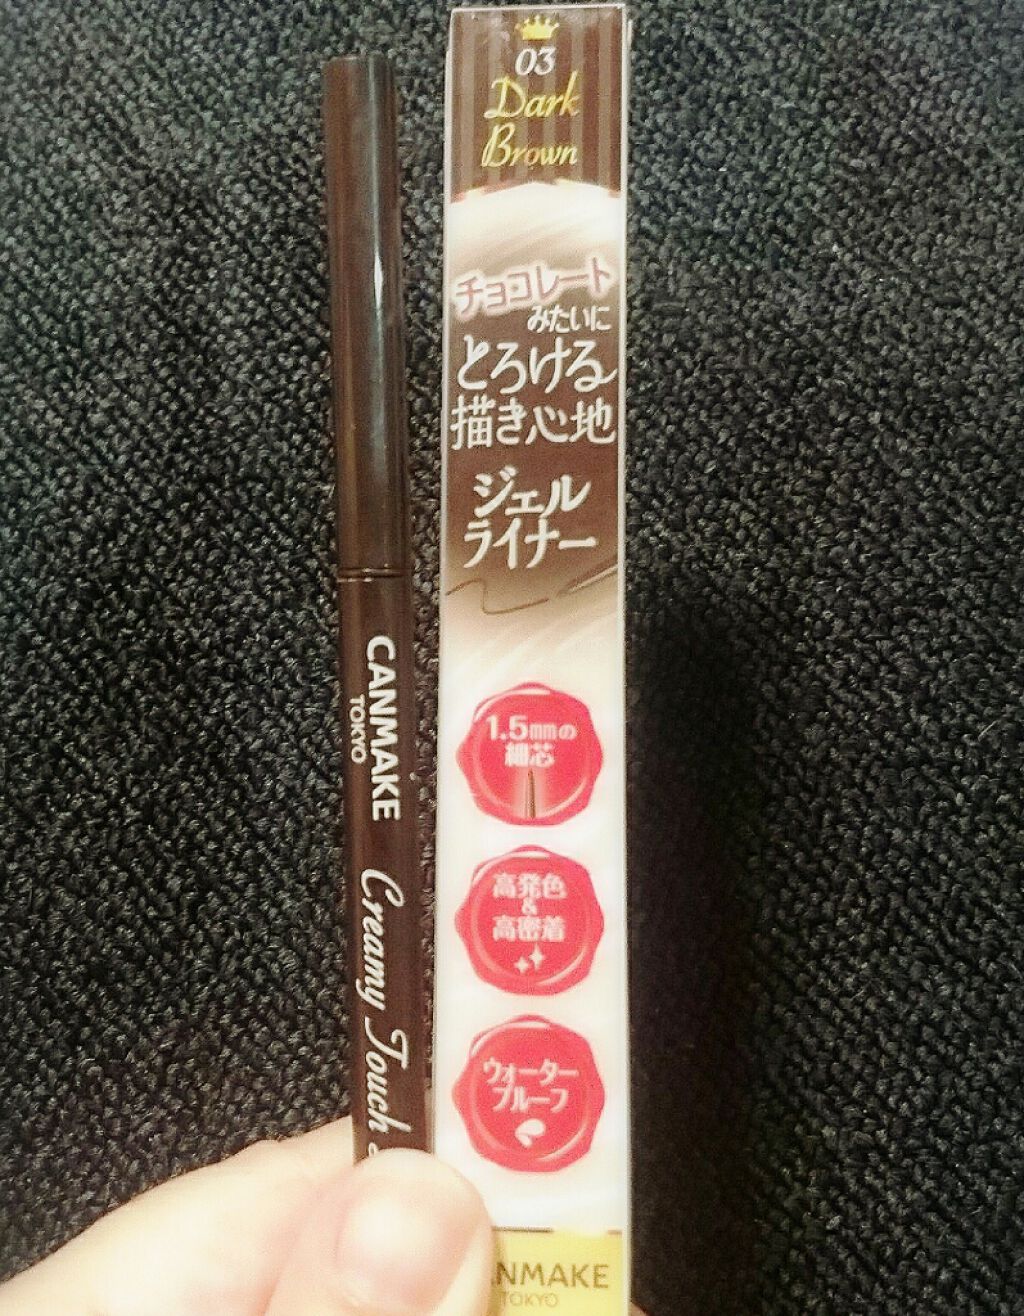 03
Dark
Brown
チョコレート
みたいに
とろける
描き心地
ジェル
ライナー
1.5mmの
細芯
高発色
&
高密着
ウォーター
プルーフ
NMAKE
TOKYO
CANMAKE
TOKYO
Creamy Touch